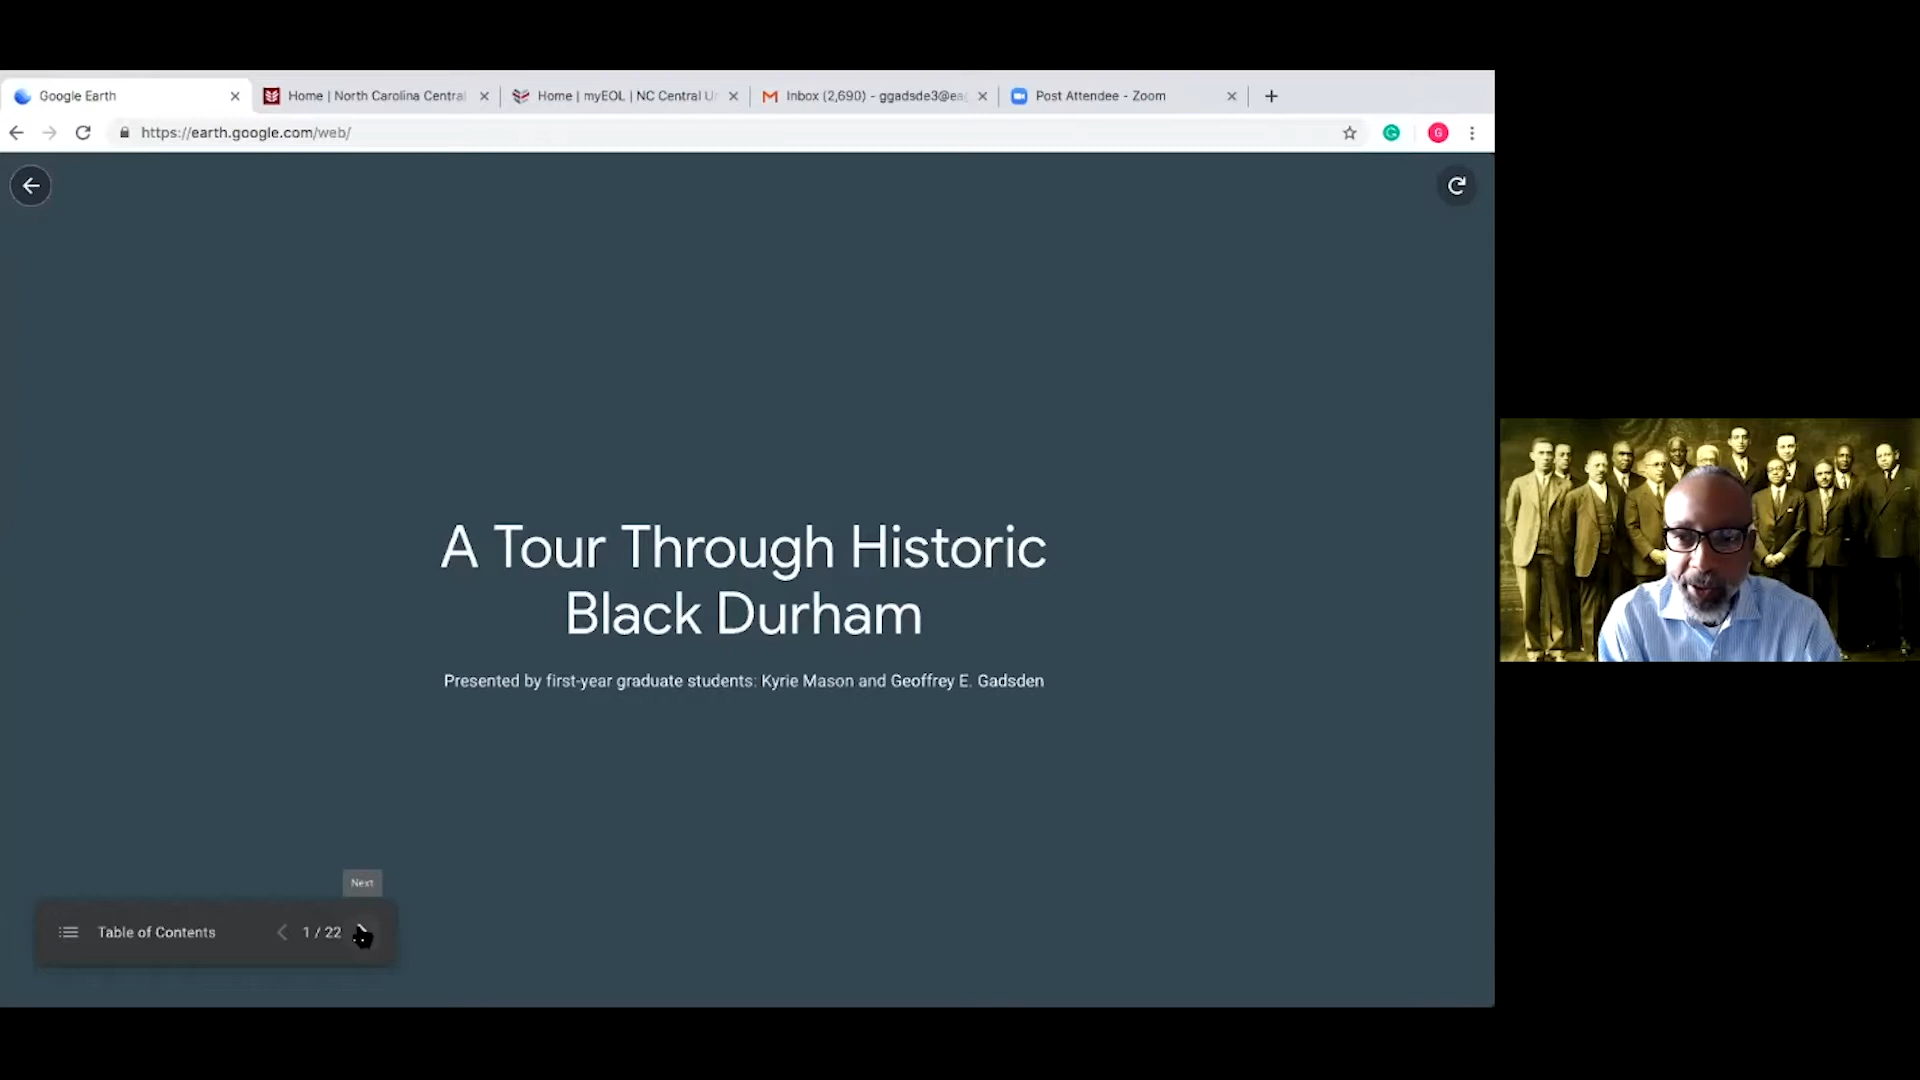 Google Earth
Home | North Carolina Central
Home | myEOL | NC Central Un
Inbox (2,690) - ggadsde3@ea
Post Attendee - Zoom
https://earth.google.com/web/
G
A Tour Through Historic
Black Durham
Presented by first-year graduate students: Kyrie Mason and Geoffrey E. Gadsden
Next
Table of Contents
1 / 22